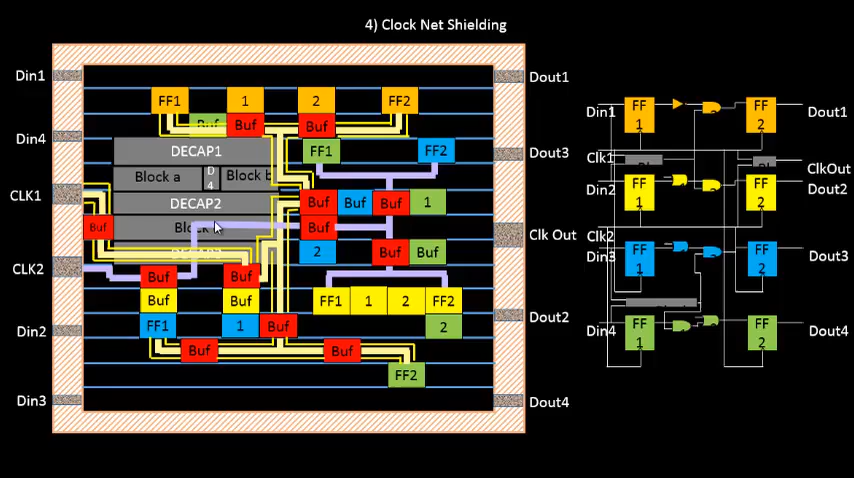 4) Clock Net Shielding
Din1
Dout1
FF1
1
2
FF2
Din1
FF
1
FF
2
Dout1
Buf
Buf
Buf
Din4
DECAP1
FF1
FF2
Dout3
Clk1
ClkOut
Block a
D
4
Block b
Din2
FF
1
FF
2
Dout2
CLK1
DECAP2
Buf
Buf
Buf
1
Buf
Block
Buf
Clk Out
Clk2
2
Buf
Buf
Din3
FF
1
FF
2
Dout3
CLK2
Buf
Buf
Buf
Buf
FF1
1
2
FF2
Dout2
Din2
FF1
1
Buf
2
Din4
FF
1
FF
2
Dout4
Buf
Buf
FF2
Din3
Dout4